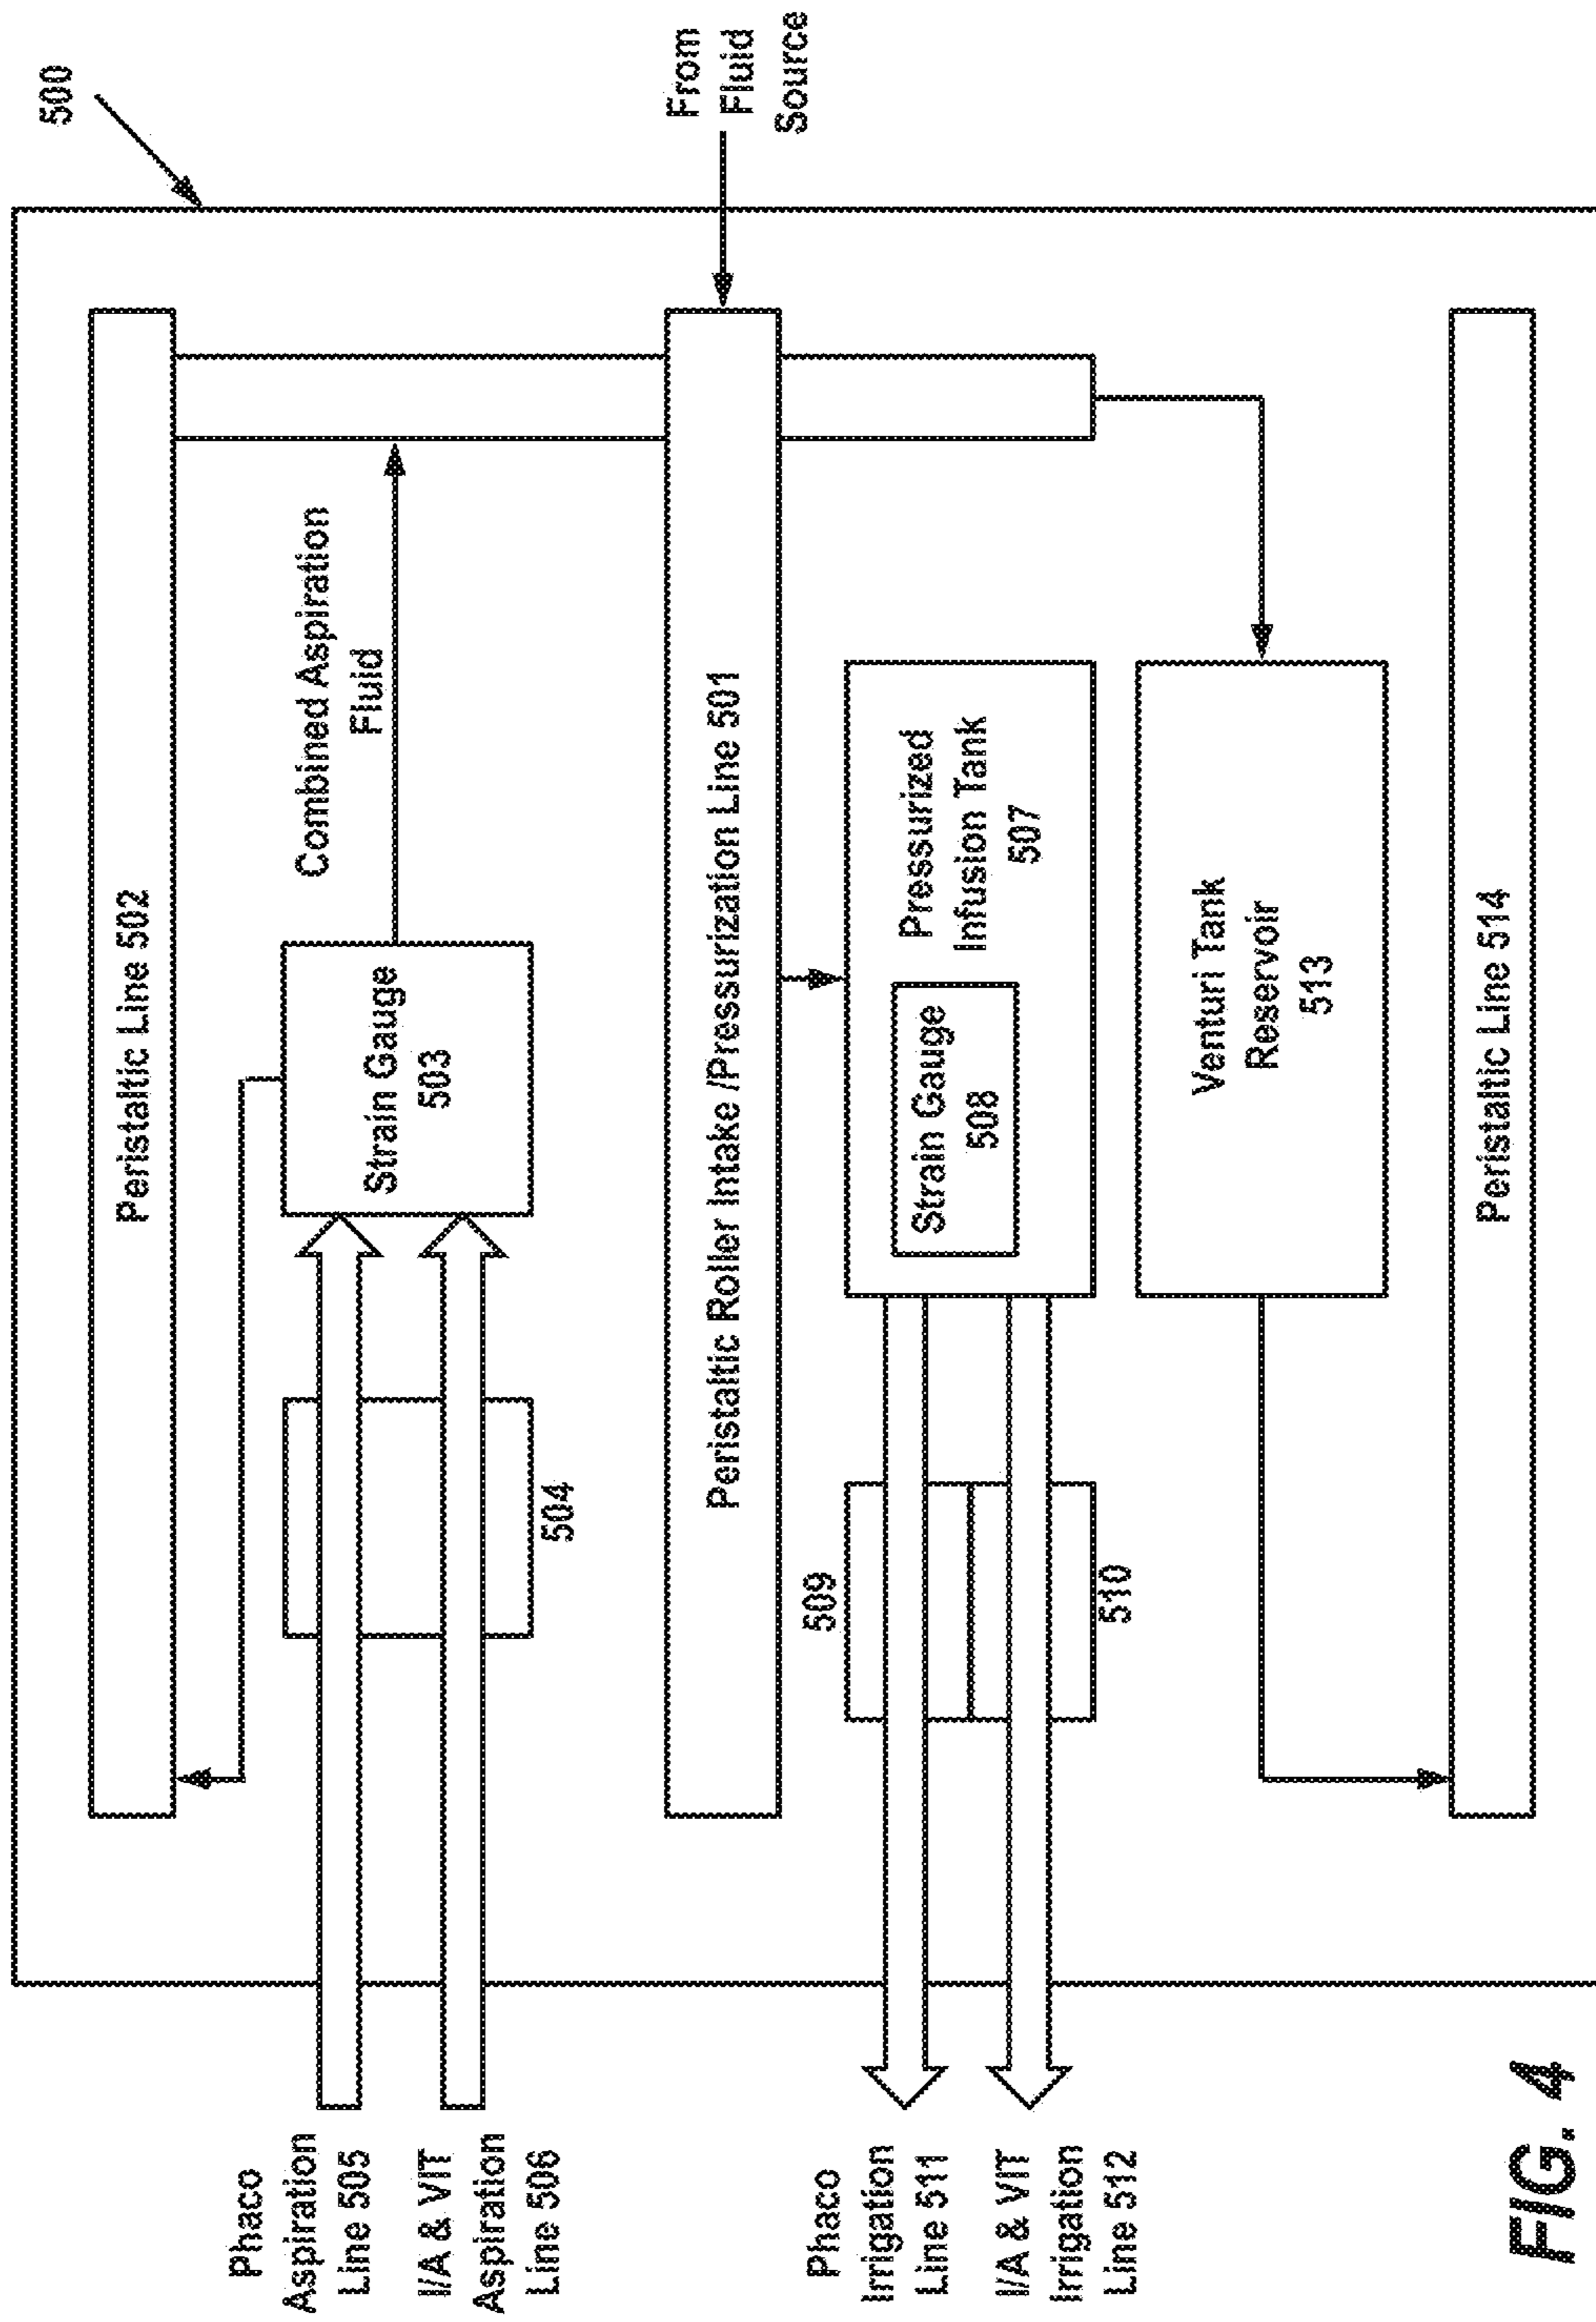 500
Peristaltic Line 502
Combined Aspiration
Fluid
Strain Gauge
503
504
Phaco
Aspiration
Line 505
I/A & VIT
Aspiration
Line 506
From
Fluid
Source
Peristaltic Roller Intake /Pressurization Line 501
Pressurized
Infusion Tank
507
Strain Gauge
508
509
510
Phaco
Irrigation
Line 511
I/A & VIT
Irrigation
Line 512
Venturi Tank
Reservoir
513
Peristaltic Line 514
FIG. 4